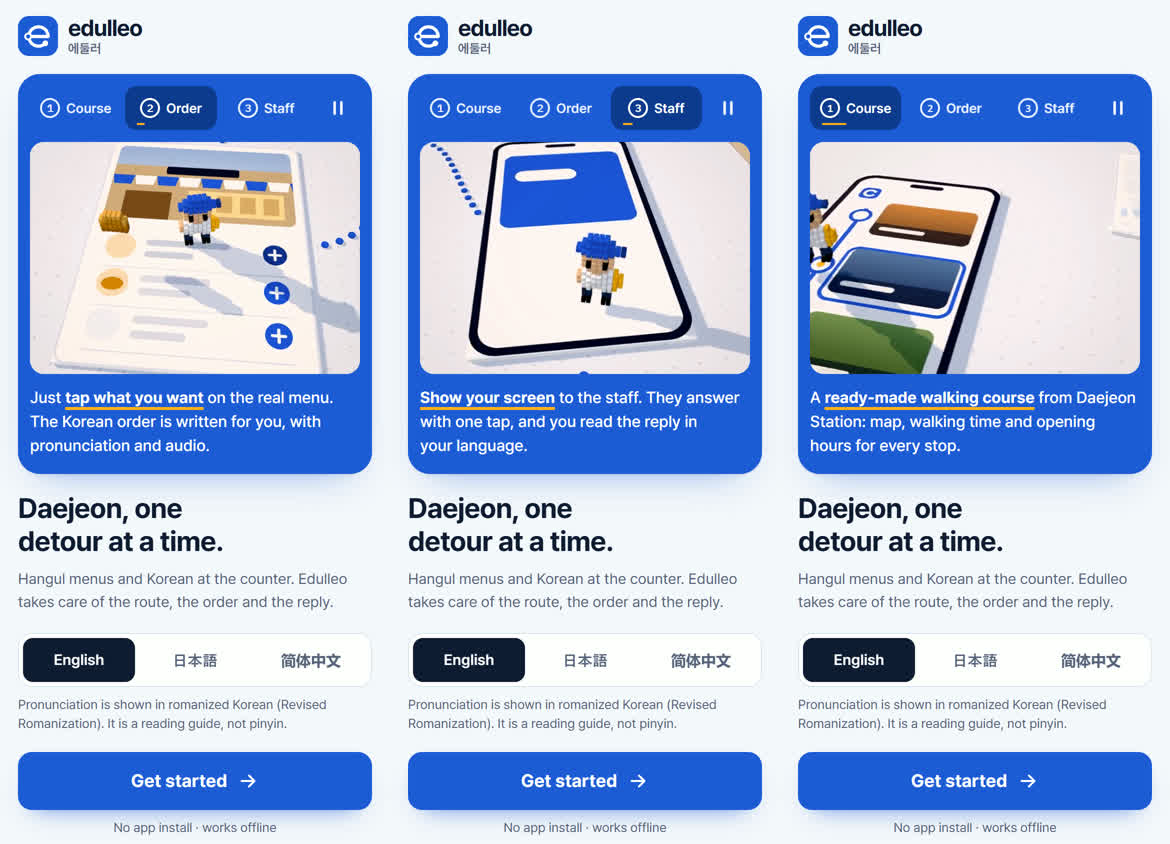 edulleo
에둘러
1 Course
2 Order
3 Staff
Just tap what you want on the real menu.
The Korean order is written for you, with
pronunciation and audio.
Daejeon, one
detour at a time.
Hangul menus and Korean at the counter. Edulleo
takes care of the route, the order and the reply.
English
日本語
简体中文
Pronunciation is shown in romanized Korean (Revised
Romanization). It is a reading guide, not pinyin.
Get started →
No app install · works offline
edulleo
에둘러
1 Course
2 Order
3 Staff
Show your screen to the staff. They answer
with one tap, and you read the reply in
your language.
Daejeon, one
detour at a time.
Hangul menus and Korean at the counter. Edulleo
takes care of the route, the order and the reply.
English
日本語
简体中文
Pronunciation is shown in romanized Korean (Revised
Romanization). It is a reading guide, not pinyin.
Get started →
No app install · works offline
edulleo
에둘러
1 Course
2 Order
3 Staff
A ready-made walking course from Daejeon
Station: map, walking time and opening
hours for every stop.
Daejeon, one
detour at a time.
Hangul menus and Korean at the counter. Edulleo
takes care of the route, the order and the reply.
English
日本語
简体中文
Pronunciation is shown in romanized Korean (Revised
Romanization). It is a reading guide, not pinyin.
Get started →
No app install · works offline